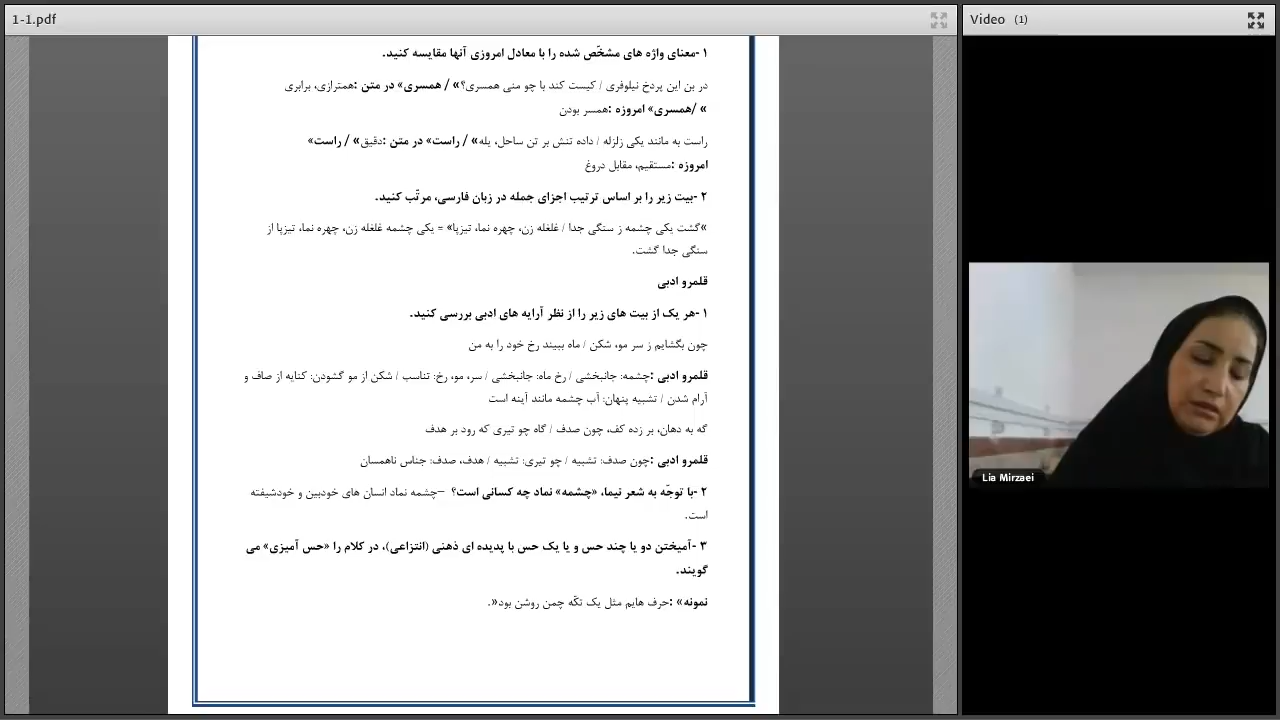 1-1.pdf
Video (1)
۱ -معنای واژه های مشخّص شده را با معادل امروزی آنها مقایسه کنید.
در بن این پردخ نیلوفری / کیست کند با چو منی همسری؟» / همسری» در متن :همترازی، برابری
» /همسری» امروزه :همسر بودن
راست به مانند یکی زلزله / داده تنش بر تن ساحل، یله» / راست» در متن :دقیق» / راست»
امروزه :مستقیم، مقابل دروغ
۲ -بیت زیر را بر اساس ترتیب اجزای جمله در زبان فارسی، مرتّب کنید.
»گشت یکی چشمه ز سنگی جدا / غلغله زن، چهره نما، تیزپا» = یکی چشمه غلغله زن، چهره نما، تیزپا از
سنگی جدا گشت.
قلمرو ادبی
۱ -هر یک از بیت های زیر را از نظر آرایه های ادبی بررسی کنید.
چون بگشایم ز سر مو، شکن / ماه ببیند رخ خود را به من
قلمرو ادبی :چشمه: جانبخشی / رخ ماه: جانبخشی / سر، مو، رخ: تناسب / شکن از مو گشودن: کنایه از صاف و
آرام شدن / تشبیه پنهان: آب چشمه مانند آینه است
گه به دهان، بر زده کف، چون صدف / گاه چو تیری که رود بر هدف
قلمرو ادبی :چون صدف: تشبیه / چو تیری: تشبیه / هدف، صدف: جناس ناهمسان
۲ -با توجّه به شعر نیما، «چشمه» نماد چه کسانی است؟ –چشمه نماد انسان های خودبین و خودشیفته
است.
۳ -آمیختن دو یا چند حس و یا یک حس با پدیده ای ذهنی (انتزاعی)، در کلام را «حس آمیزی» می
گویند.
نمونه» :حرف هایم مثل یک تکّه چمن روشن بود«.
Lia Mirzaei